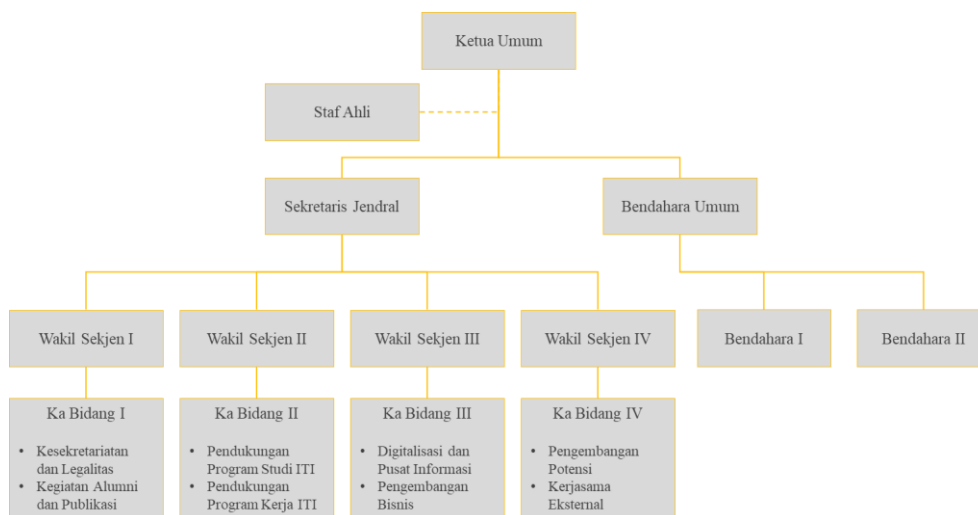 Ketua Umum
Staf Ahli
Sekretaris Jendral
Bendahara Umum
Wakil Sekjen I
Wakil Sekjen II
Wakil Sekjen III
Wakil Sekjen IV
Bendahara I
Bendahara II
Ka Bidang I
• Kesekretariatan
dan Legalitas
• Kegiatan Alumni
dan Publikasi
Ka Bidang II
• Pendukungan
Program Studi ITI
• Pendukungan
Program Kerja ITI
Ka Bidang III
• Digitalisasi dan
Pusat Informasi
• Pengembangan
Bisnis
Ka Bidang IV
• Pengembangan
Potensi
• Kerjasama
Eksternal